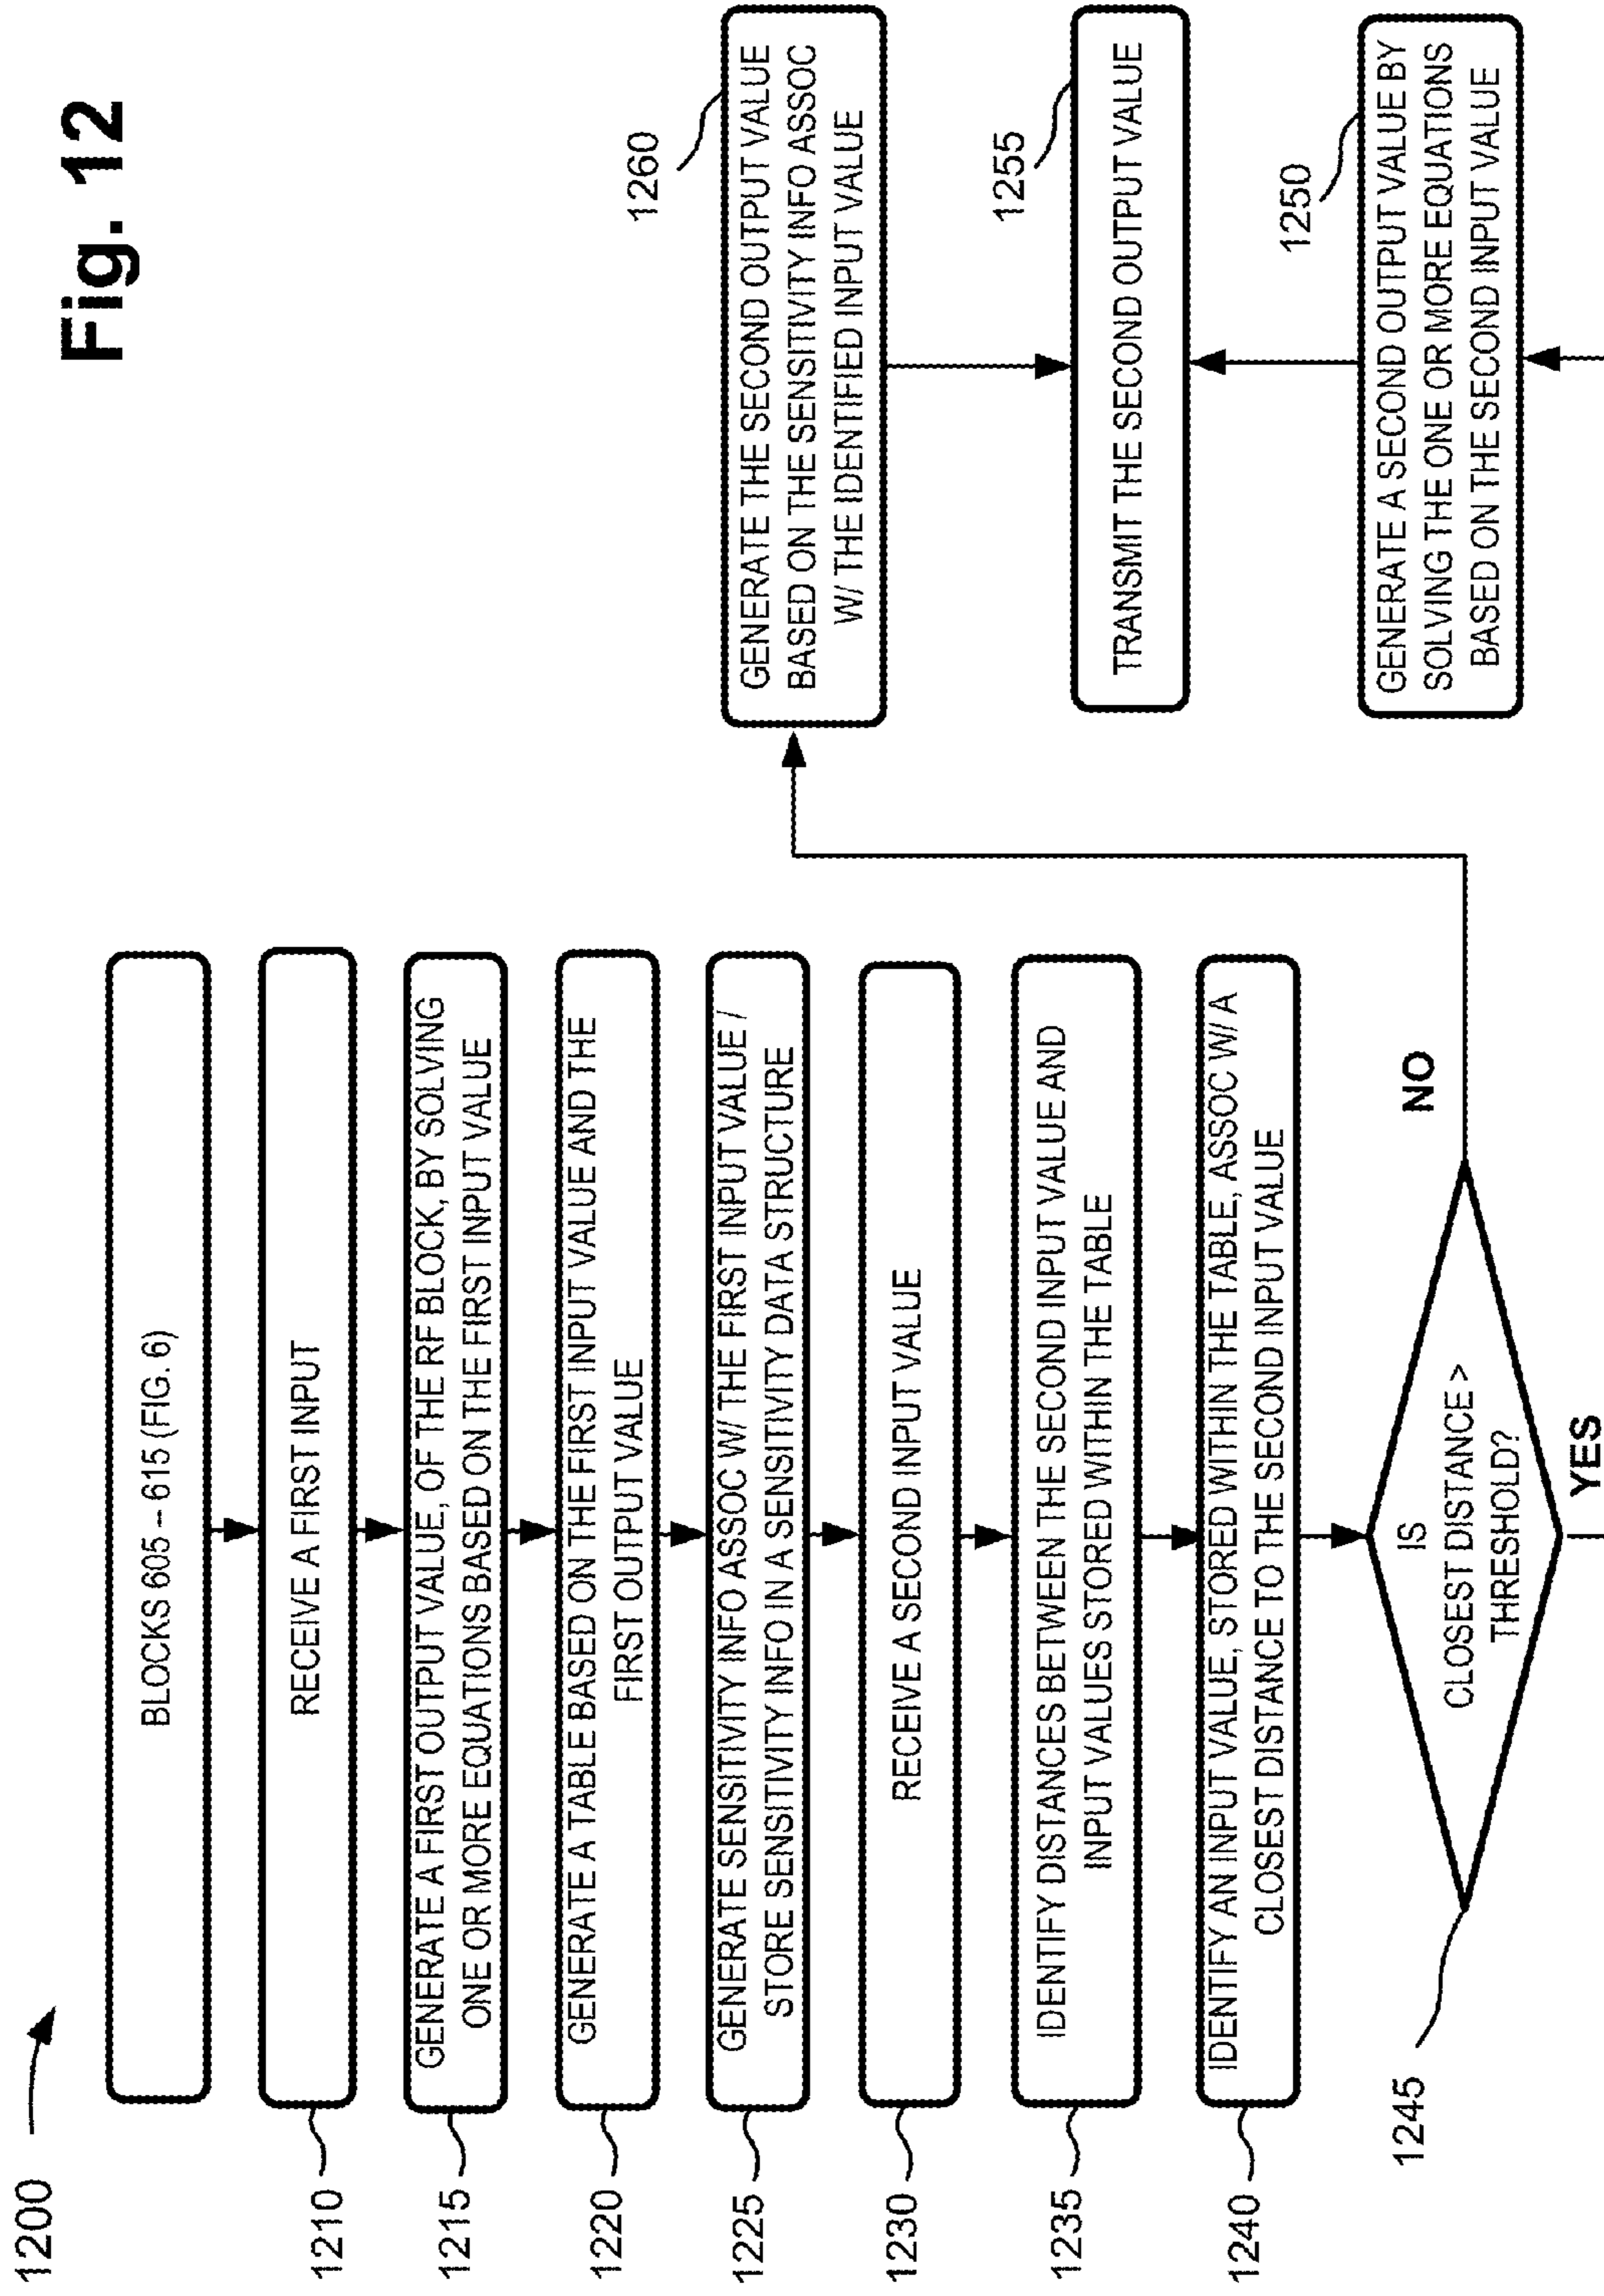 Fig. 12
1200
BLOCKS 605 – 615 (FIG. 6)
1210
RECEIVE A FIRST INPUT
1215
GENERATE A FIRST OUTPUT VALUE, OF THE RF BLOCK, BY SOLVING
ONE OR MORE EQUATIONS BASED ON THE FIRST INPUT VALUE
1220
GENERATE A TABLE BASED ON THE FIRST INPUT VALUE AND THE
FIRST OUTPUT VALUE
1225
GENERATE SENSITIVITY INFO ASSOC W/ THE FIRST INPUT VALUE /
STORE SENSITIVITY INFO IN A SENSITIVITY DATA STRUCTURE
1230
RECEIVE A SECOND INPUT VALUE
1235
IDENTIFY DISTANCES BETWEEN THE SECOND INPUT VALUE AND
INPUT VALUES STORED WITHIN THE TABLE
1240
IDENTIFY AN INPUT VALUE, STORED WITHIN THE TABLE, ASSOC W/ A
CLOSEST DISTANCE TO THE SECOND INPUT VALUE
1245
IS
CLOSEST DISTANCE >
THRESHOLD?
NO
YES
1260
GENERATE THE SECOND OUTPUT VALUE
BASED ON THE SENSITIVITY INFO ASSOC
W/ THE IDENTIFIED INPUT VALUE
1255
TRANSMIT THE SECOND OUTPUT VALUE
1250
GENERATE A SECOND OUTPUT VALUE BY
SOLVING THE ONE OR MORE EQUATIONS
BASED ON THE SECOND INPUT VALUE